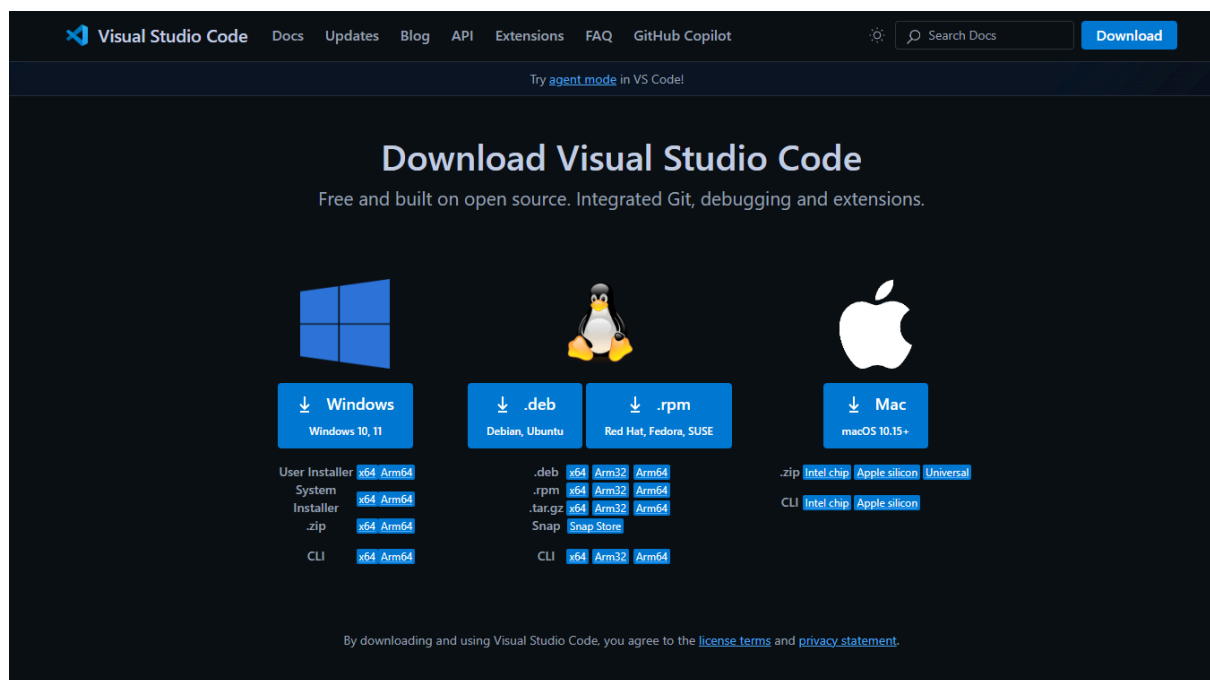 Visual Studio Code Docs Updates Blog API Extensions FAQ GitHub Copilot Search Docs Download
Try agent mode in VS Code!
Download Visual Studio Code
Free and built on open source. Integrated Git, debugging and extensions.
Windows
Windows 10, 11
User Installer x64 Arm64
System Installer x64 Arm64
.zip x64 Arm64
CLI x64 Arm64
.deb
Debian, Ubuntu
.rpm
Red Hat, Fedora, SUSE
.deb x64 Arm32 Arm64
.rpm x64 Arm32 Arm64
.tar.gz x64 Arm32 Arm64
Snap Snap Store
CLI x64 Arm32 Arm64
Mac
macOS 10.15+
.zip Intel chip Apple silicon Universal
CLI Intel chip Apple silicon
By downloading and using Visual Studio Code, you agree to the license terms and privacy statement.